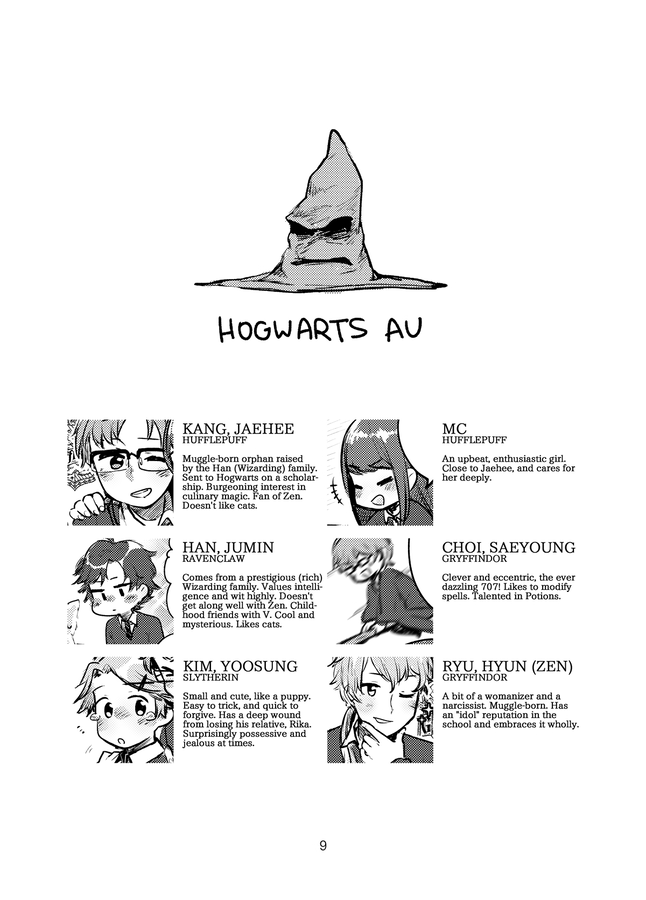 HOGWARTS AU
KANG, JAEHEE
HUFFLEPUFF
Muggle-born orphan raised
by the Han (Wizarding) family.
Sent to Hogwarts on a scholar-
ship. Burgeoning interest in
culinary magic. Fan of Zen.
Doesn't like cats.
MC
HUFFLEPUFF
An upbeat, enthusiastic girl.
Close to Jaehee, and cares for
her deeply.
HAN, JUMIN
RAVENCLAW
Comes from a prestigious (rich)
Wizarding family. Values intelli-
gence and wit highly. Doesn't
get along well with Zen. Child-
hood friends with V. Cool and
mysterious. Likes cats.
CHOI, SAEYOUNG
GRYFFINDOR
Clever and eccentric, the ever
dazzling 707! Likes to modify
spells. Talented in Potions.
KIM, YOOSUNG
SLYTHERIN
Small and cute, like a puppy.
Easy to trick, and quick to
forgive. Has a deep wound
from losing his relative, Rika.
Surprisingly possessive and
jealous at times.
RYU, HYUN (ZEN)
GRYFFINDOR
A bit of a womanizer and a
narcissist. Muggle-born. Has
an "idol" reputation in the
school and embraces it wholly.
9